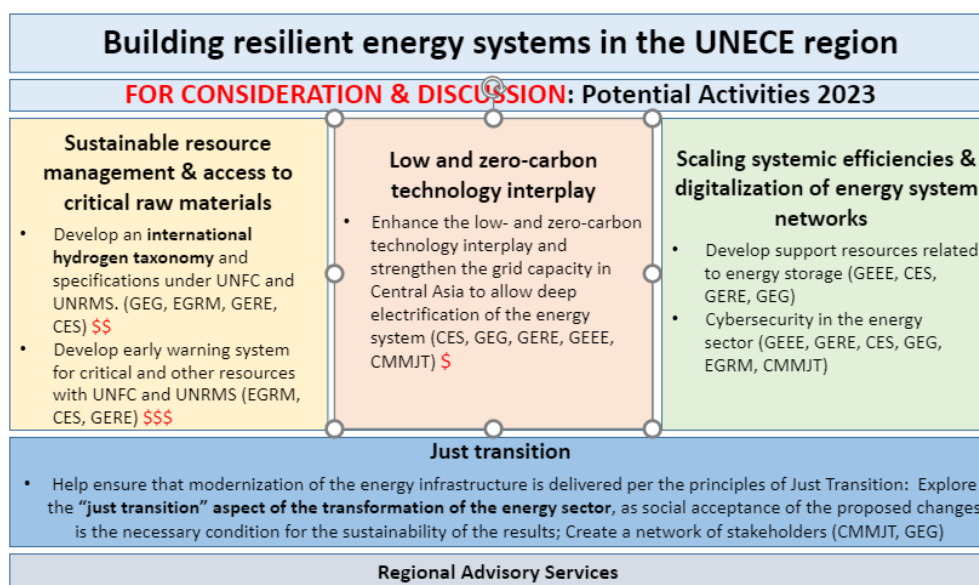 Building resilient energy systems in the UNECE region
FOR CONSIDERATION & DISCUSSION: Potential Activities 2023
Sustainable resource
management & access to
critical raw materials
• Develop an international
hydrogen taxonomy and
specifications under UNFC and
UNRMS. (GEG, EGRM, GERE,
CES) $$
• Develop early warning system
for critical and other resources
with UNFC and UNRMS (EGRM,
CES, GERE) $$$
Low and zero-carbon
technology interplay
• Enhance the low- and zero-carbon
technology interplay and
strengthen the grid capacity in
Central Asia to allow deep
electrification of the energy
system (CES, GEG, GERE, GEEE,
CMMJT) $
Scaling systemic efficiencies &
digitalization of energy system
networks
• Develop support resources related
to energy storage (GEEE, CES,
GERE, GEG)
• Cybersecurity in the energy
sector (GEEE, GERE, CES, GEG,
EGRM, CMMJT)
Just transition
• Help ensure that modernization of the energy infrastructure is delivered per the principles of Just Transition: Explore
the “just transition” aspect of the transformation of the energy sector, as social acceptance of the proposed changes
is the necessary condition for the sustainability of the results; Create a network of stakeholders (CMMJT, GEG)
Regional Advisory Services